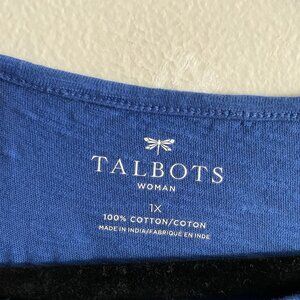 TALBOTS
WOMAN
1X
100% COTTON/COTON
MADE IN INDIA/FABRIQUÉ EN INDE